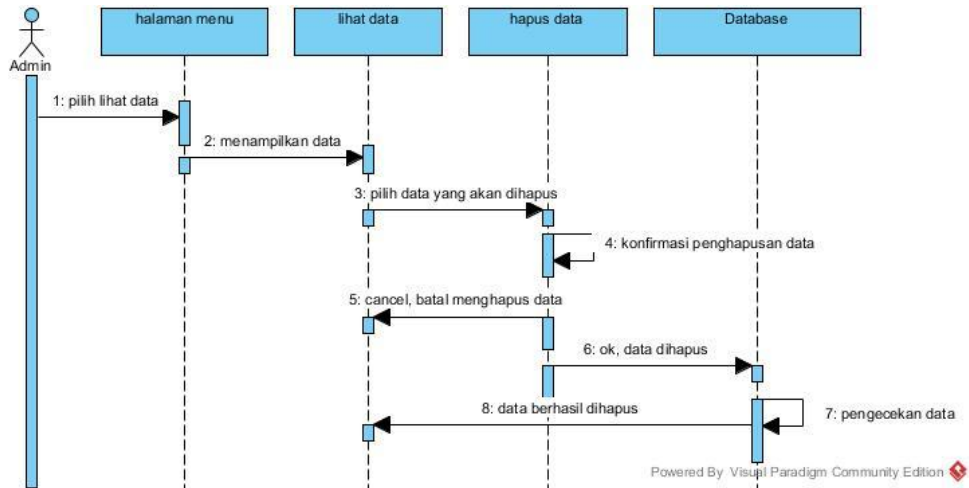 halaman menu
lihat data
hapus data
Database
Admin
1: pilih lihat data
2: menampilkan data
3: pilih data yang akan dihapus
4: konfirmasi penghapusan data
5: cancel, batal menghapus data
6: ok, data dihapus
8: data berhasil dihapus
7: pengecekan data
Powered By Visual Paradigm Community Edition